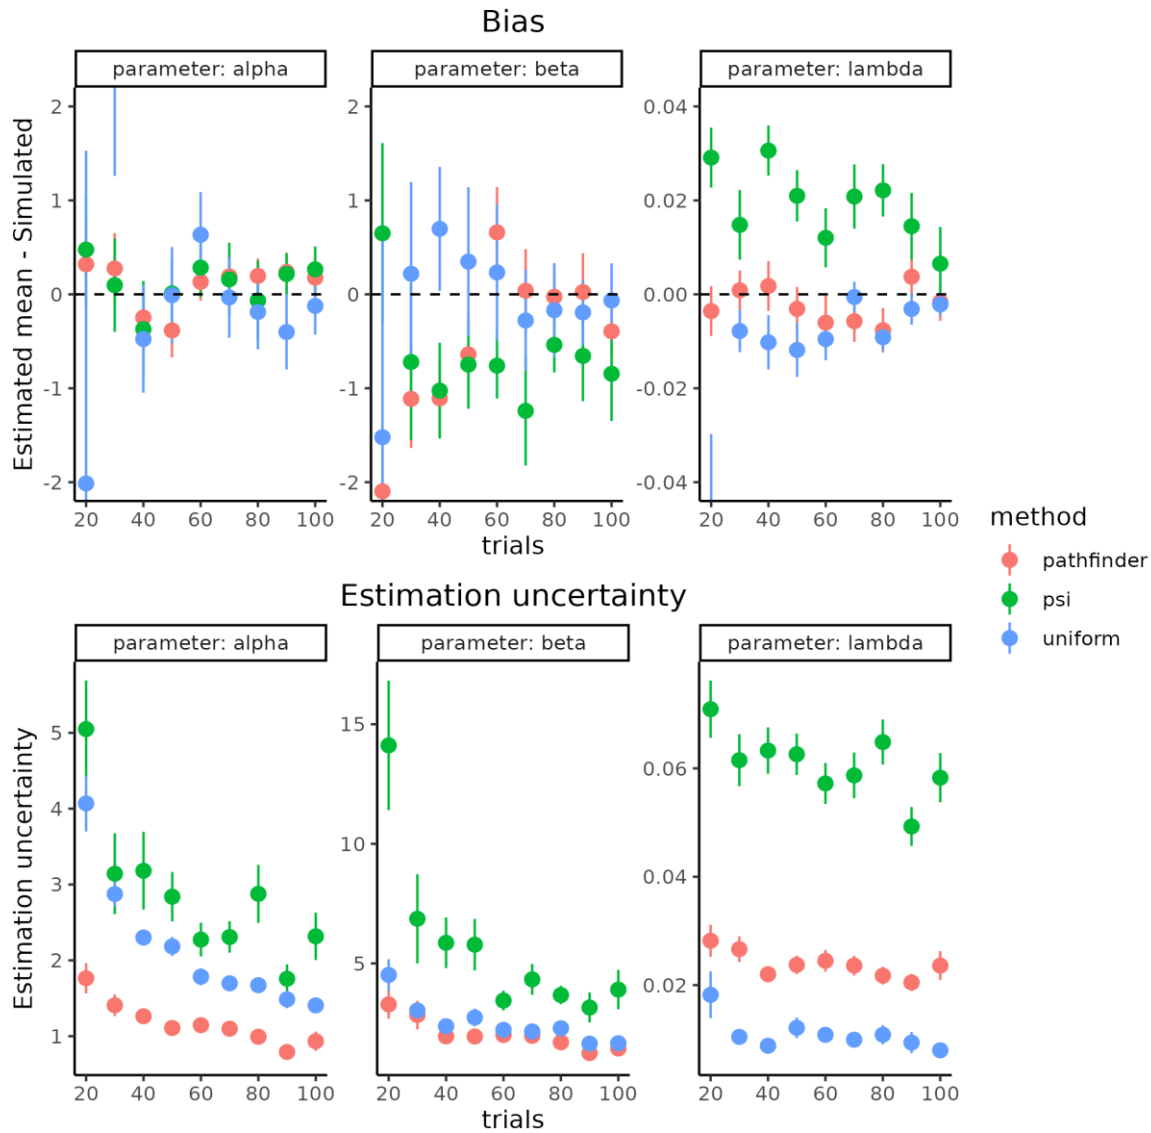 Bias
parameter: alpha
parameter: beta
parameter: lambda
Estimated mean - Simulated
2
1
0
-1
-2
20 40 60 80 100
2
1
0
-1
-2
20 40 60 80 100
0.04
0.02
0.00
-0.02
-0.04
20 40 60 80 100
trials
method
pathfinder
psi
uniform
Estimation uncertainty
parameter: alpha
parameter: beta
parameter: lambda
Estimation uncertainty
5
4
3
2
1
20 40 60 80 100
15
10
5
20 40 60 80 100
0.06
0.04
0.02
20 40 60 80 100
trials